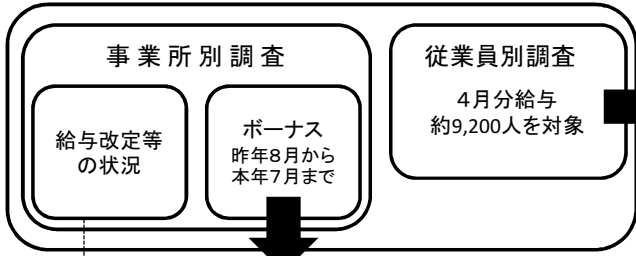 事業所別調査
給与改定等
の状況
ボーナス
昨年８月から
本年７月まで
従業員別調査
４月分給与
約9,200人を対象